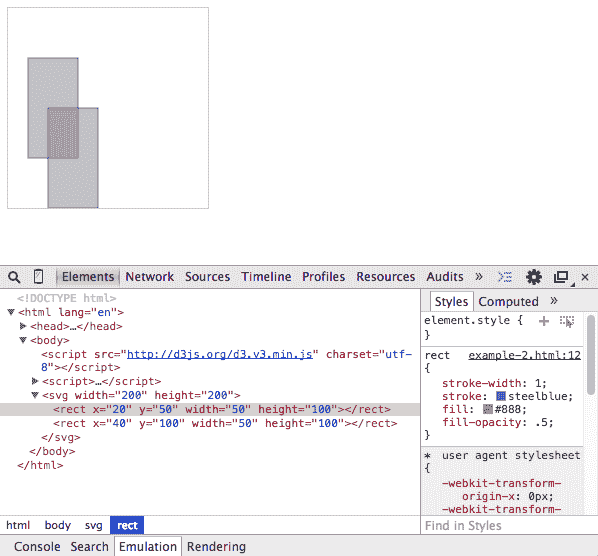 Elements Network Sources Timeline Profiles Resources Audits »
<!DOCTYPE html>
<html lang="en">
<head>…</head>
<body>
<script src="http://d3js.org/d3.v3.min.js" charset="utf-
8"></script>
<script>…</script>
<svg width="200" height="200">
<rect x="20" y="50" width="50" height="100"></rect>
<rect x="40" y="100" width="50" height="100"></rect>
</svg>
</body>
</html>
html body svg rect
Styles Computed »
element.style {
}
rect example-2.html:12
{
stroke-width: 1;
stroke: steelblue;
fill: #888;
fill-opacity: .5;
}
* user agent stylesheet
{
-webkit-transform-
origin-x: 0px;
-webkit-transform-
Find in Styles
Console Search Emulation Rendering